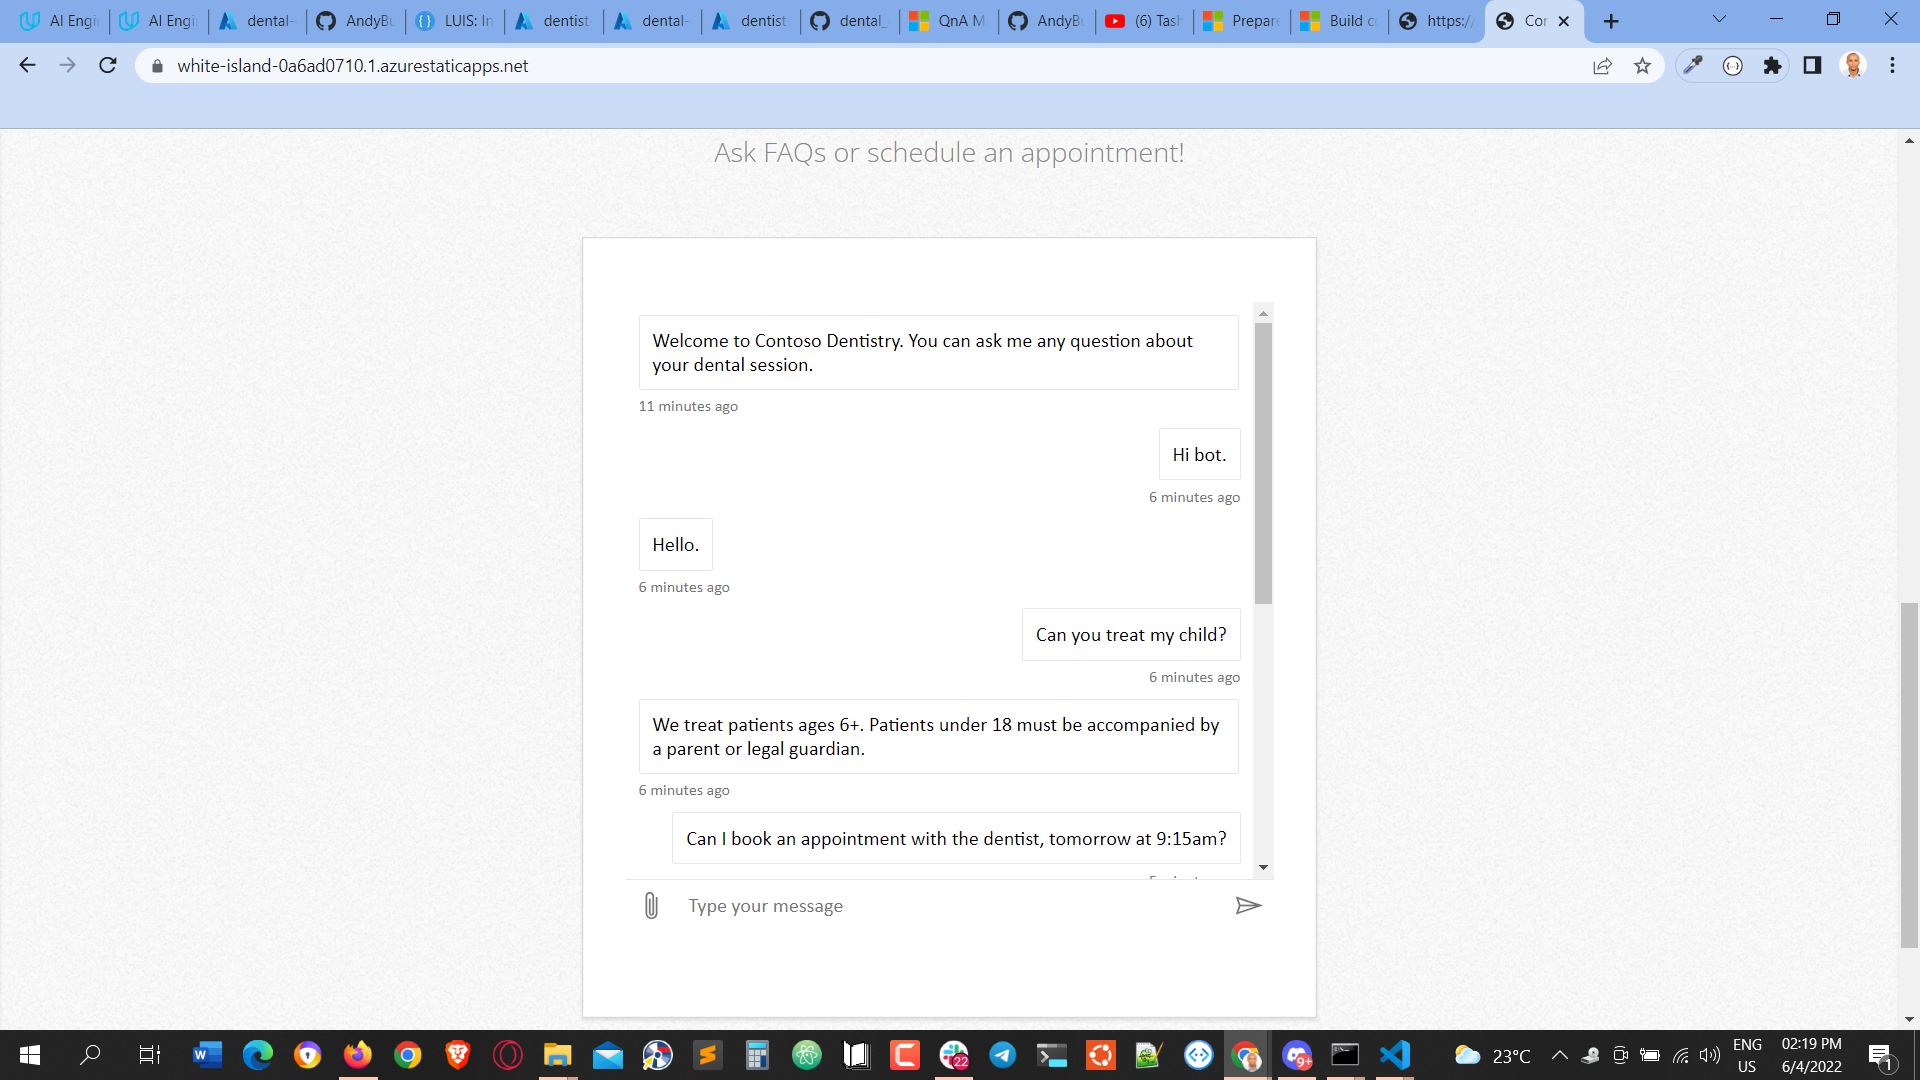 AI Engi
AI Engi
dental-
AndyBu
LUIS: In
dentist-
dental-
dentist-
dental_
QnA M
AndyBu
(6) Tash
Prepare
Build co
https://
Con
white-island-0a6ad0710.1.azurestaticapps.net
Ask FAQs or schedule an appointment!
Welcome to Contoso Dentistry. You can ask me any question about
your dental session.
11 minutes ago
Hi bot.
6 minutes ago
Hello.
6 minutes ago
Can you treat my child?
6 minutes ago
We treat patients ages 6+. Patients under 18 must be accompanied by
a parent or legal guardian.
6 minutes ago
Can I book an appointment with the dentist, tomorrow at 9:15am?
Type your message
22
9+
23°C
ENG
US
02:19 PM
6/4/2022
1